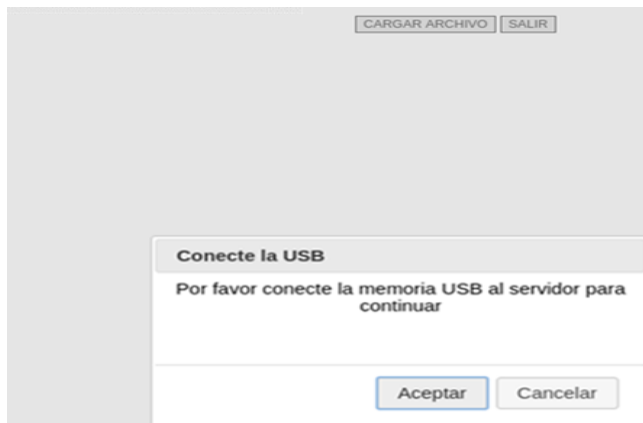 CARGAR ARCHIVO SALIR
Conecte la USB
Por favor conecte la memoria USB al servidor para
continuar
Aceptar Cancelar